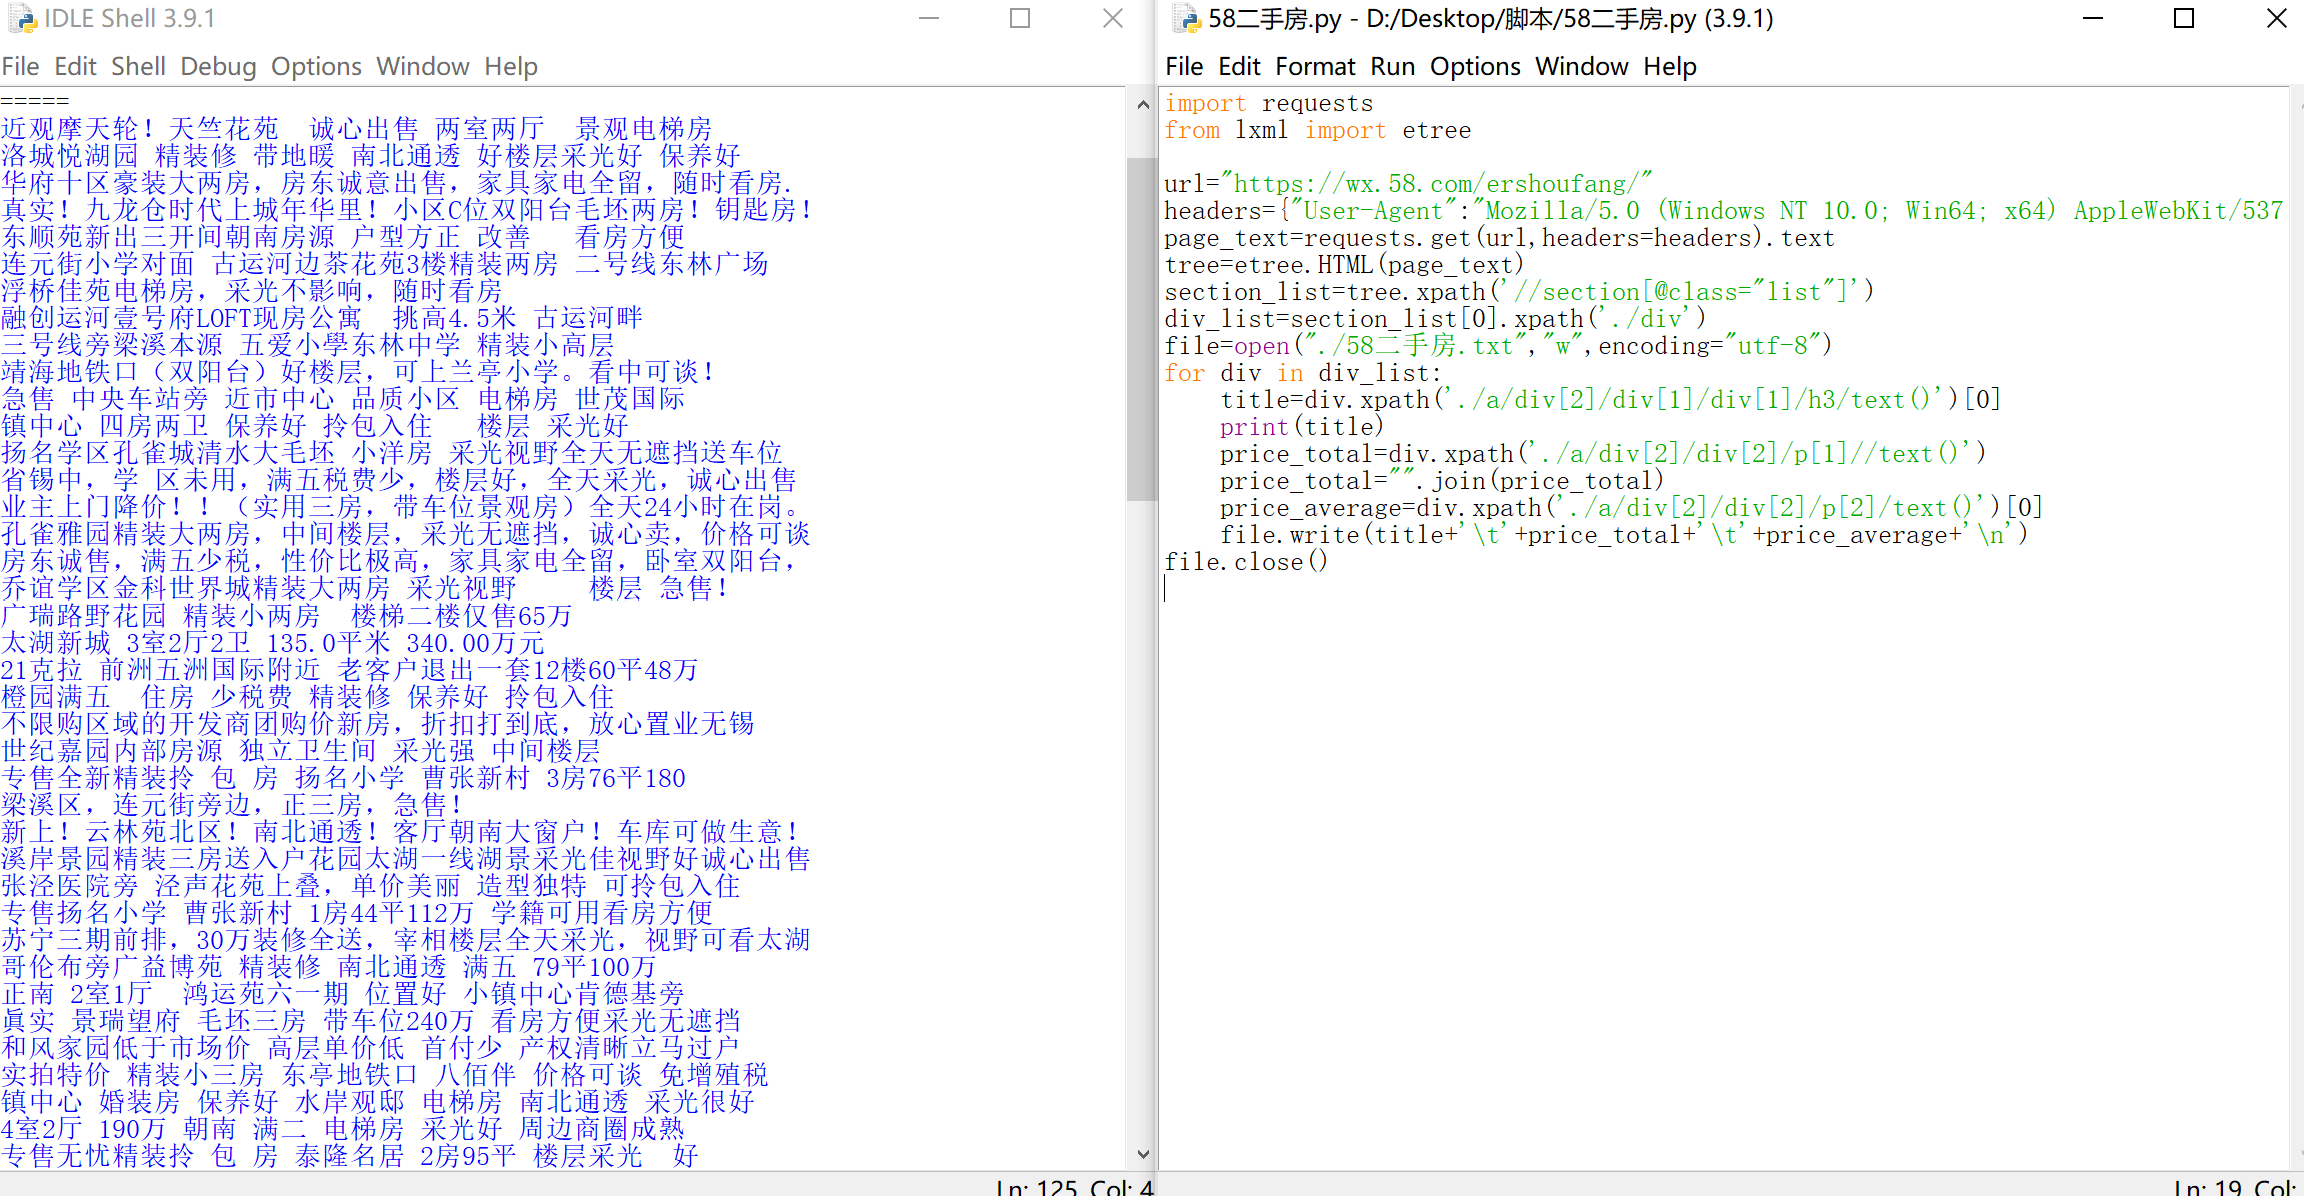 IDLE Shell 3.9.1
File Edit Shell Debug Options Window Help
=====
近观摩天轮！天竺花苑　诚心出售 两室两厅　景观电梯房
洛城悦湖园 精装修 带地暖 南北通透 好楼层采光好 保养好
华府十区豪装大两房，房东诚意出售，家具家电全留，随时看房.
真实！九龙仓时代上城年华里！小区C位双阳台毛坯两房！钥匙房！
东顺苑新出三开间朝南房源 户型方正 改善　 看房方便
连元街小学对面 古运河边茶花苑3楼精装两房 二号线东林广场
浮桥佳苑电梯房，采光不影响，随时看房
融创运河壹号府LOFT现房公寓　挑高4.5米 古运河畔
三号线旁梁溪本源 五爱小學东林中学 精装小高层
靖海地铁口（双阳台）好楼层，可上兰亭小学。看中可谈！
急售 中央车站旁 近市中心 品质小区 电梯房 世茂国际
镇中心 四房两卫 保养好 拎包入住　 楼层 采光好
扬名学区孔雀城清水大毛坯 小洋房 采光视野全天无遮挡送车位
省锡中，学 区未用，满五税费少，楼层好，全天采光，诚心出售
业主上门降价！！（实用三房，带车位景观房）全天24小时在岗。
孔雀雅园精装大两房，中间楼层，采光无遮挡，诚心卖，价格可谈
房东诚售，满五少税，性价比极高，家具家电全留，卧室双阳台，
乔谊学区金科世界城精装大两房 采光视野　　 楼层 急售！
广瑞路野花园 精装小两房　楼梯二楼仅售65万
太湖新城 3室2厅2卫 135.0平米 340.00万元
21克拉 前洲五洲国际附近 老客户退出一套12楼60平48万
橙园满五　住房 少税费 精装修 保养好 拎包入住
不限购区域的开发商团购价新房，折扣打到底，放心置业无锡
世纪嘉园内部房源 独立卫生间 采光强 中间楼层
专售全新精装拎 包 房 扬名小学 曹张新村 3房76平180
梁溪区，连元街旁边，正三房，急售！
新上！云林苑北区！南北通透！客厅朝南大窗户！车库可做生意！
溪岸景园精装三房送入户花园太湖一线湖景采光佳视野好诚心出售
张泾医院旁 泾声花苑上叠，单价美丽 造型独特 可拎包入住
专售扬名小学 曹张新村 1房44平112万 学籍可用看房方便
苏宁三期前排，30万装修全送，宰相楼层全天采光，视野可看太湖
哥伦布旁广益博苑 精装修 南北通透 满五 79平100万
正南 2室1厅　鸿运苑六一期 位置好 小镇中心肯德基旁
眞实 景瑞望府 毛坯三房 带车位240万 看房方便采光无遮挡
和风家园低于市场价 高层单价低 首付少 产权清晰立马过户
实拍特价 精装小三房 东亭地铁口 八佰伴 价格可谈 免增殖税
镇中心 婚装房 保养好 水岸观邸 电梯房 南北通透 采光很好
4室2厅 190万 朝南 满二 电梯房 采光好 周边商圈成熟
专售无忧精装拎 包 房 泰隆名居 2房95平 楼层采光　好
Ln: 125 Col: 4
58二手房.py - D:/Desktop/脚本/58二手房.py (3.9.1)
File Edit Format Run Options Window Help
import requests
from lxml import etree
url="https://wx.58.com/ershoufang/"
headers={"User-Agent":"Mozilla/5.0 (Windows NT 10.0; Win64; x64) AppleWebKit/537
page_text=requests.get(url,headers=headers).text
tree=etree.HTML(page_text)
section_list=tree.xpath('//section[@class="list"]')
div_list=section_list[0].xpath('./div')
file=open("./58二手房.txt","w",encoding="utf-8")
for div in div_list:
    title=div.xpath('./a/div[2]/div[1]/div[1]/h3/text()')[0]
    print(title)
    price_total=div.xpath('./a/div[2]/div[2]/p[1]//text()')
    price_total="".join(price_total)
    price_average=div.xpath('./a/div[2]/div[2]/p[2]/text()')[0]
    file.write(title+'\t'+price_total+'\t'+price_average+'\n')
file.close()
Ln: 19 Col: